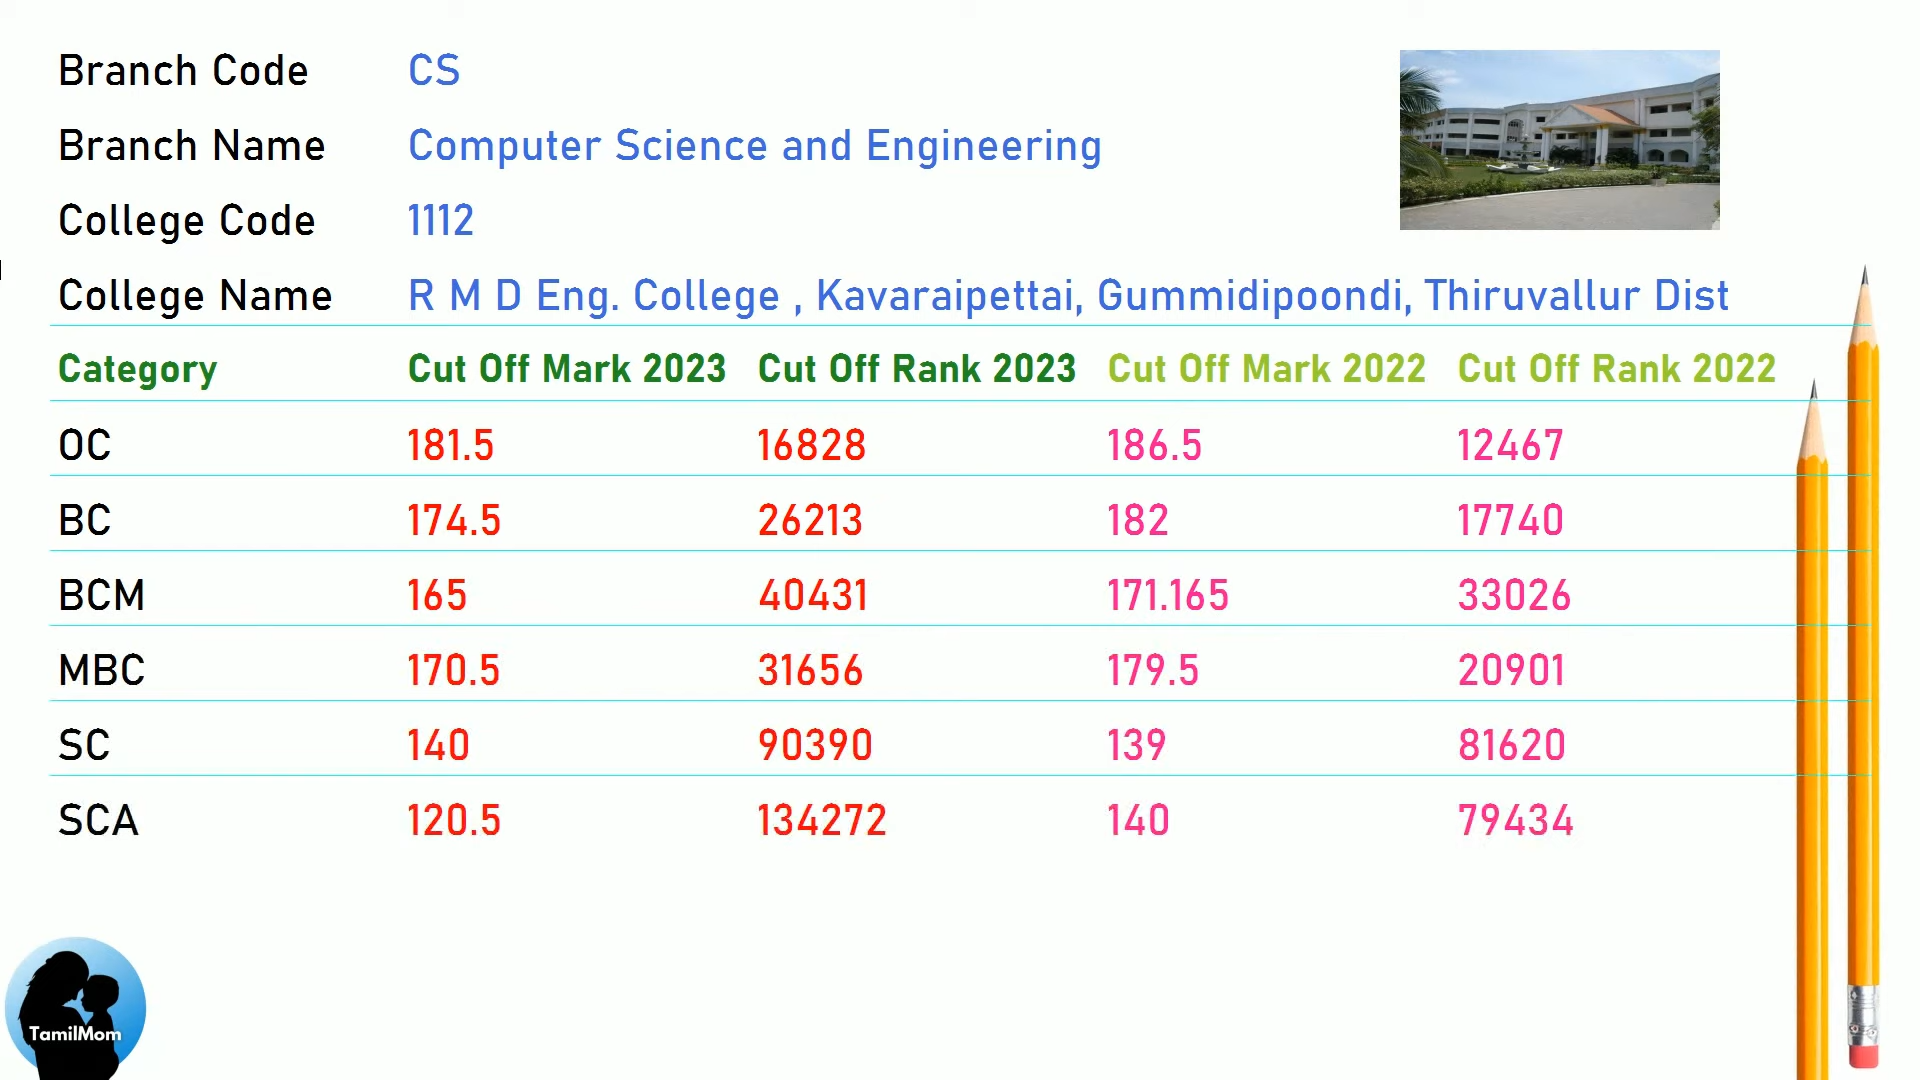 Branch Code CS
Branch Name Computer Science and Engineering
College Code 1112
College Name R M D Eng. College , Kavaraipettai, Gummidipoondi, Thiruvallur Dist
Category Cut Off Mark 2023 Cut Off Rank 2023 Cut Off Mark 2022 Cut Off Rank 2022
OC 181.5 16828 186.5 12467
BC 174.5 26213 182 17740
BCM 165 40431 171.165 33026
MBC 170.5 31656 179.5 20901
SC 140 90390 139 81620
SCA 120.5 134272 140 79434
TamilMom